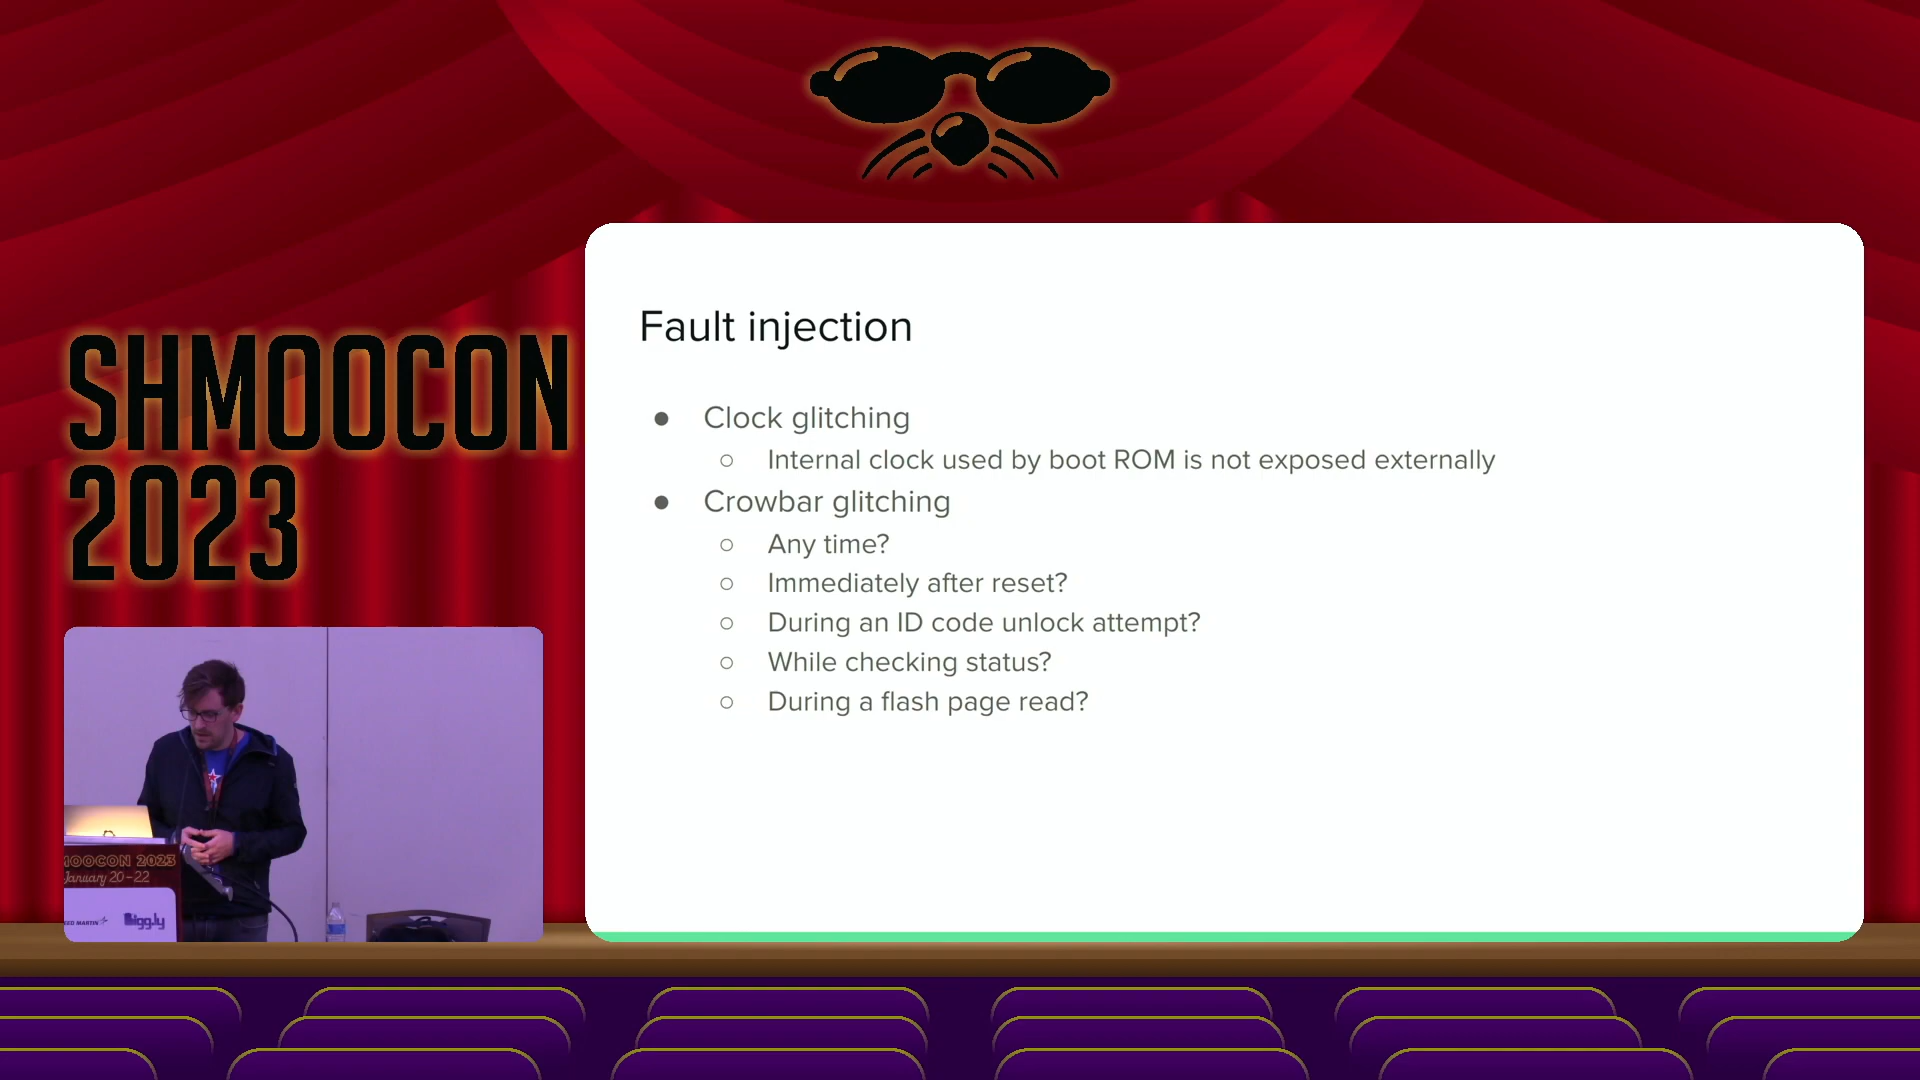 SHMOOCON
2023
Fault injection
● Clock glitching
○ Internal clock used by boot ROM is not exposed externally
● Crowbar glitching
○ Any time?
○ Immediately after reset?
○ During an ID code unlock attempt?
○ While checking status?
○ During a flash page read?
MOOCON 2023
January 20-22
MARTIN
Bigg.ly